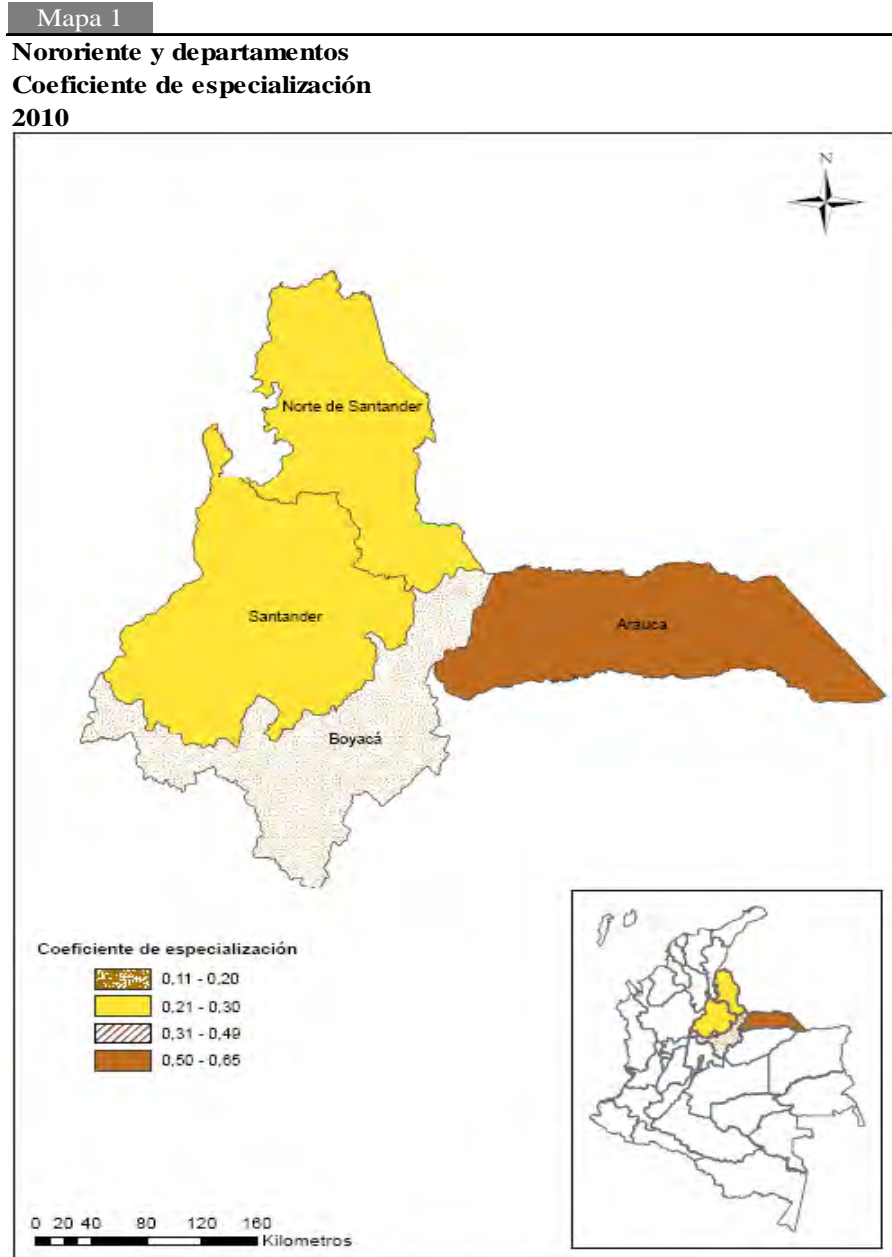 Mapa 1
Nororiente y departamentos
Coeficiente de especialización
2010
N
Norte de Santander
Santander
Arauca
Boyacá
Coeficiente de especialización
0,11 - 0,20
0,21 - 0,30
0,31 - 0,49
0,50 - 0,65
0 20 40 80 120 160
Kilometros